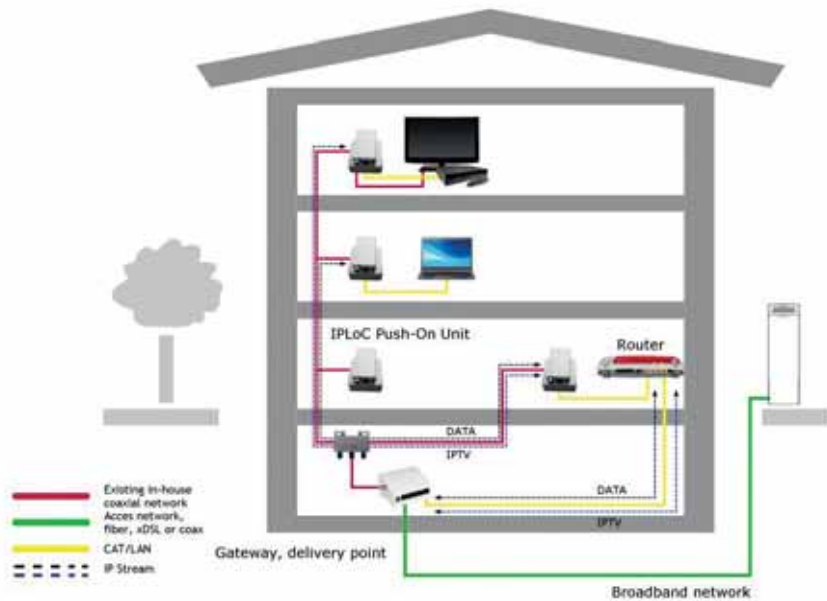 IPLoC Push-On Unit
Router
DATA
IPTV
DATA
IPTV
Existing in-house
coaxial network
Acces network,
fiber, xDSL or coax
CAT/LAN
IP Stream
Gateway, delivery point
Broadband network